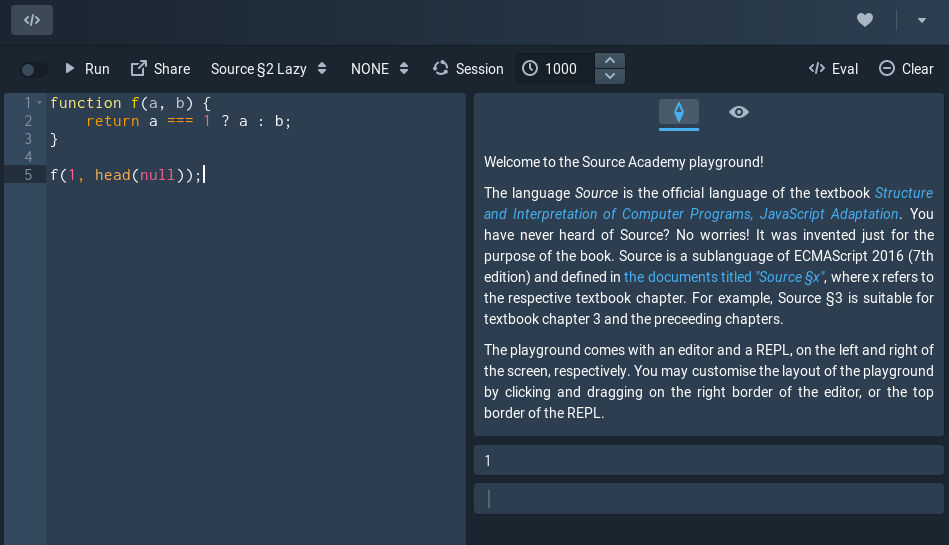 </>
Run Share Source §2 Lazy NONE Session 1000 </> Eval Clear
1 function f(a, b) {
2     return a === 1 ? a : b;
3 }
4
5 f(1, head(null));
Welcome to the Source Academy playground!
The language Source is the official language of the textbook Structure
and Interpretation of Computer Programs, JavaScript Adaptation. You
have never heard of Source? No worries! It was invented just for the
purpose of the book. Source is a sublanguage of ECMAScript 2016 (7th
edition) and defined in the documents titled "Source §x", where x refers to
the respective textbook chapter. For example, Source §3 is suitable for
textbook chapter 3 and the preceeding chapters.
The playground comes with an editor and a REPL, on the left and right of
the screen, respectively. You may customise the layout of the playground
by clicking and dragging on the right border of the editor, or the top
border of the REPL.
1